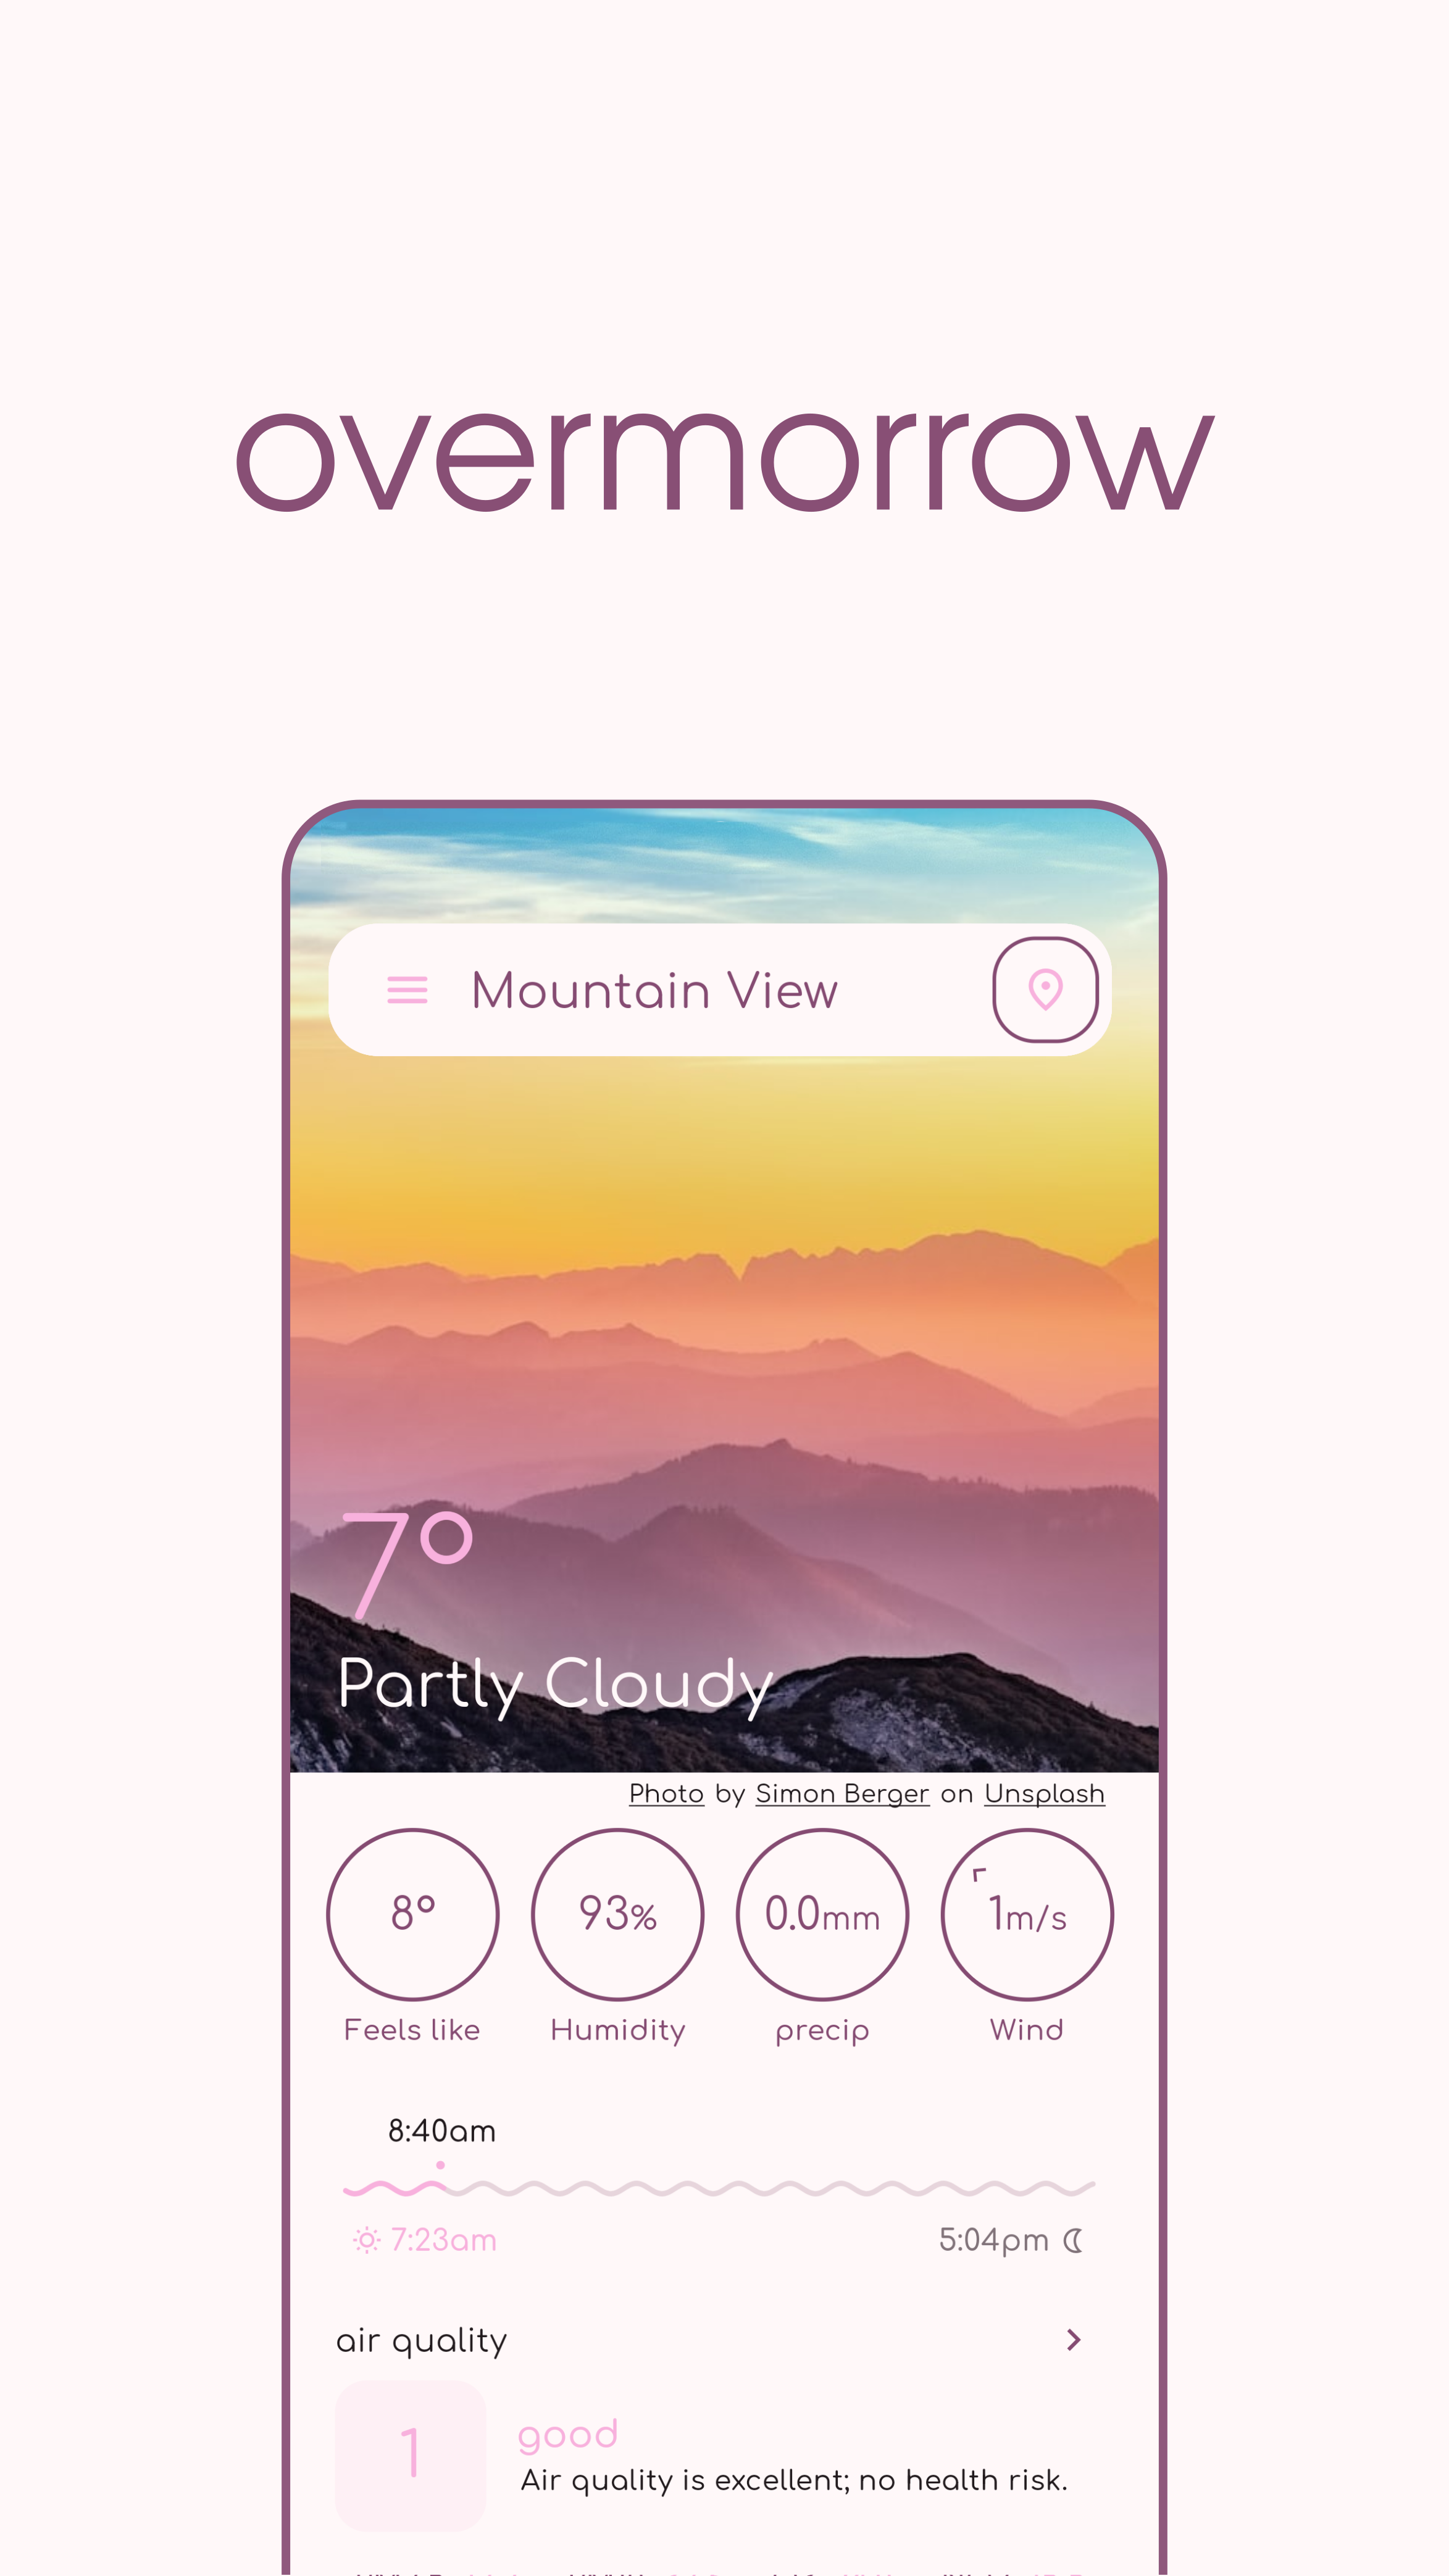 overmorrow
Mountain View
7°
Partly Cloudy
Photo by Simon Berger on Unsplash
8° 93% 0.0mm 1m/s
Feels like Humidity precip Wind
8:40am
7:23am 5:04pm
air quality
1
good
Air quality is excellent; no health risk.